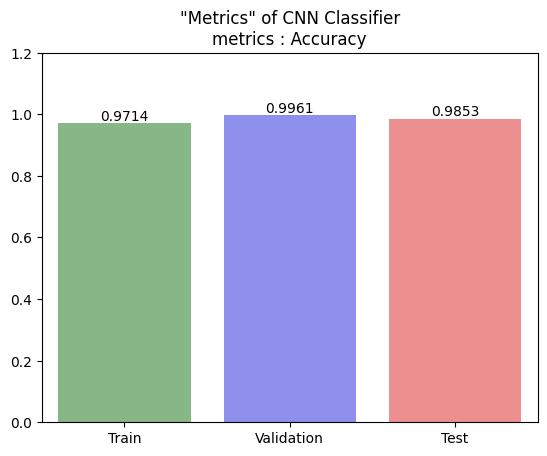 "Metrics" of CNN Classifier
metrics : Accuracy
1.2
1.0
0.8
0.6
0.4
0.2
0.0
0.9714
0.9961
0.9853
Train
Validation
Test